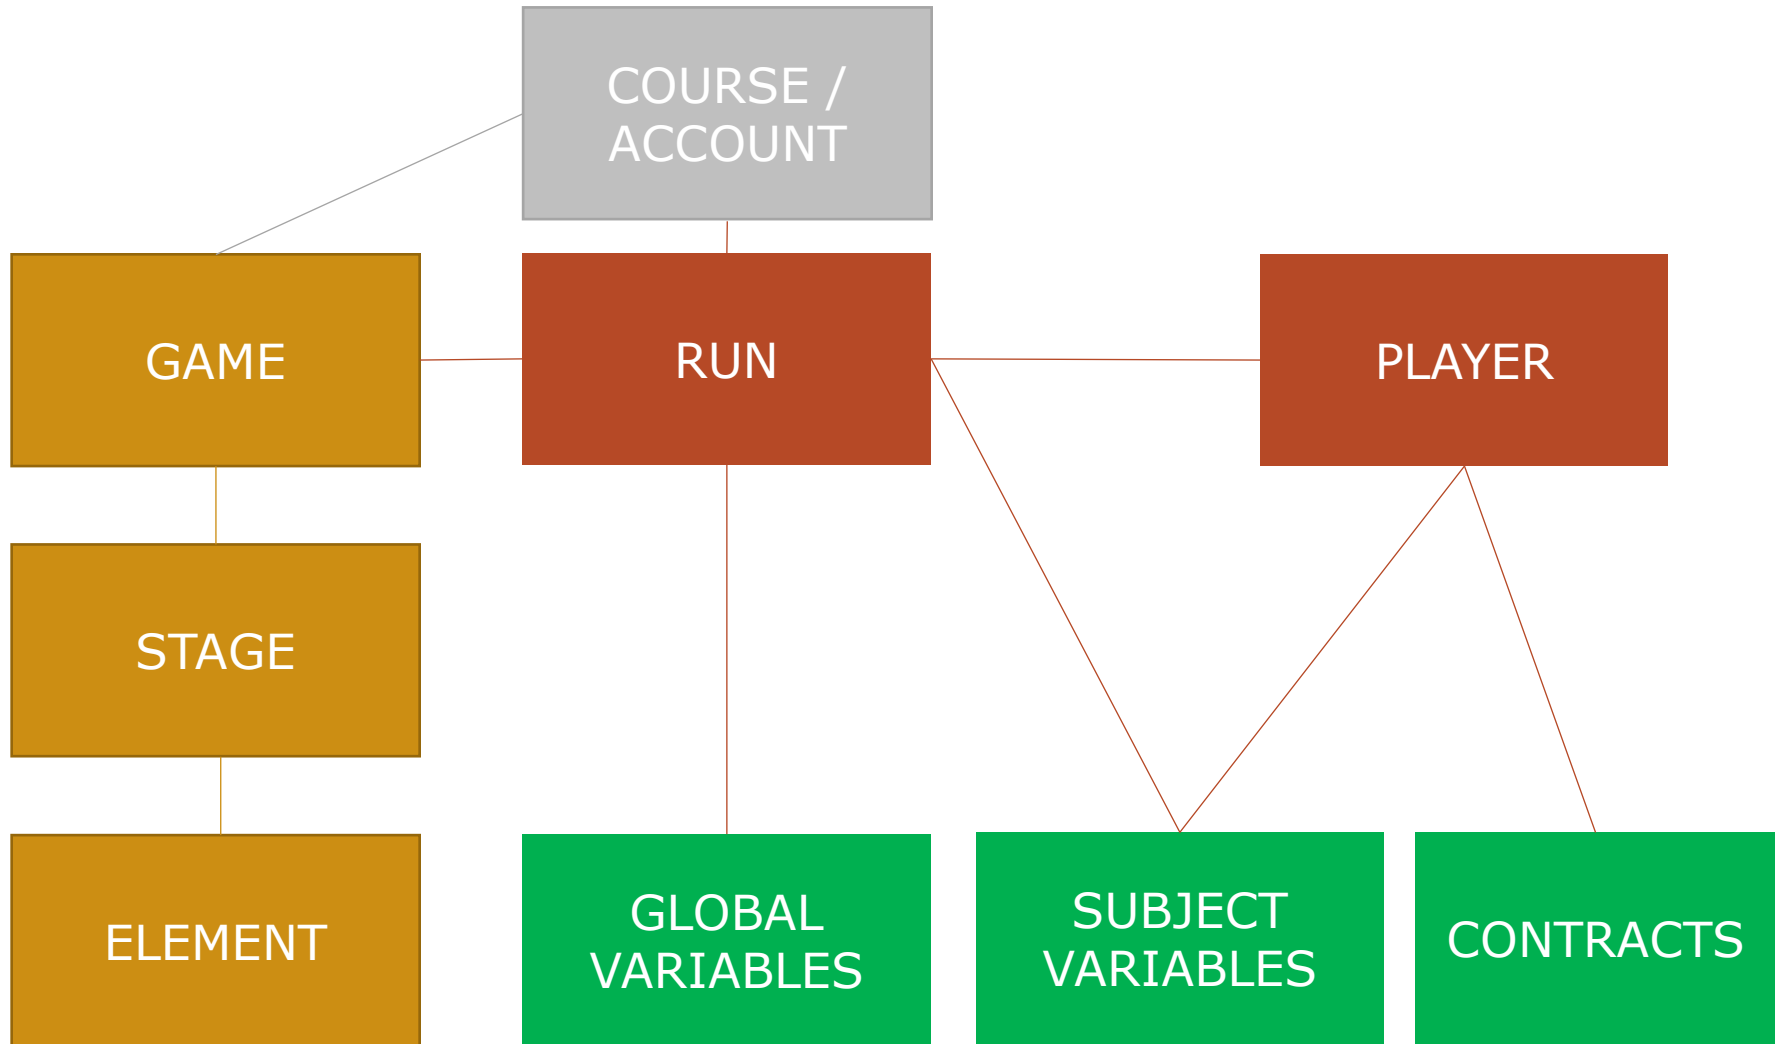 COURSE /
ACCOUNT
GAME
RUN
PLAYER
STAGE
ELEMENT
GLOBAL
VARIABLES
SUBJECT
VARIABLES
CONTRACTS